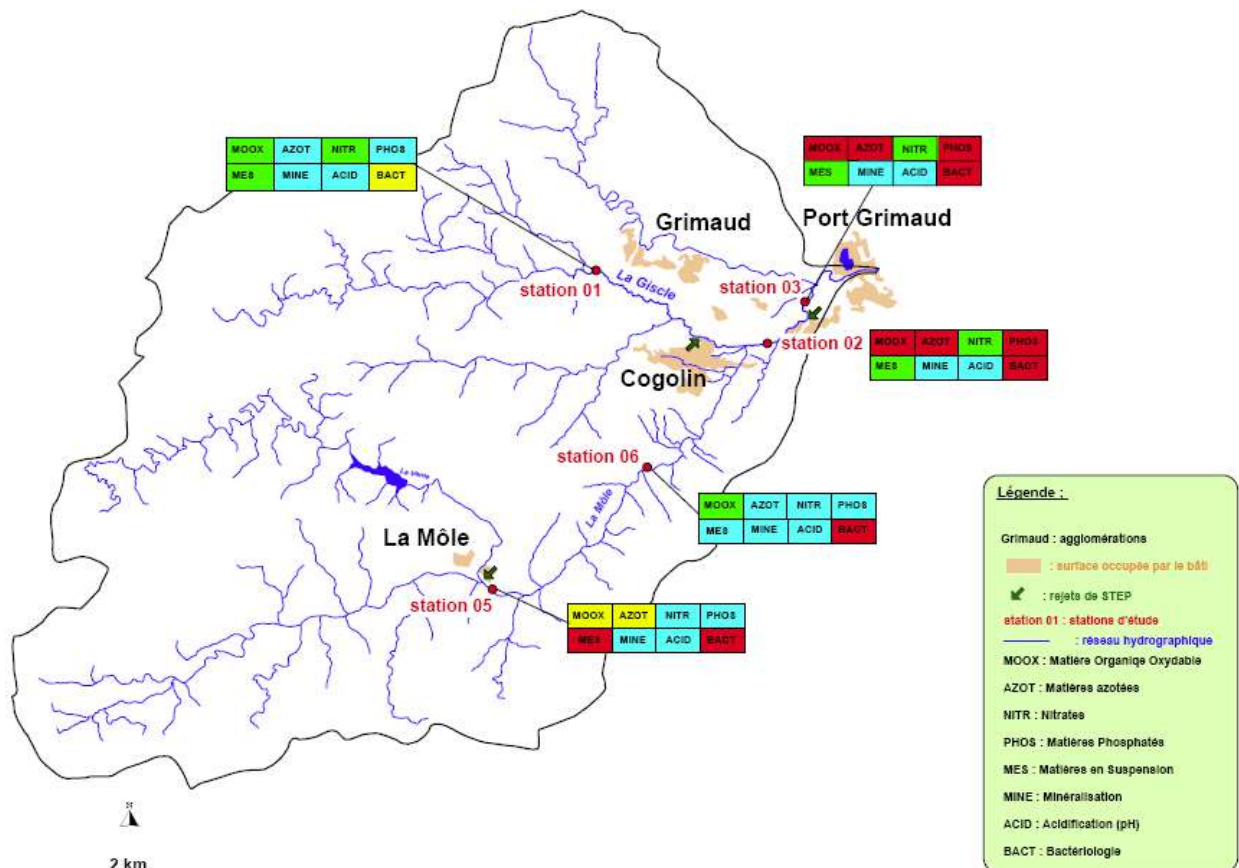 MOOX AZOT NITR PHOS
MES MINE ACID BACT
MOOX AZOT NITR PHOS
MES MINE ACID BACT
Grimaud
Port Grimaud
station 01
La Giscle
station 03
station 02
MOOX AZOT NITR PHOS
MES MINE ACID BACT
Cogolin
station 06
La Verne
La Môle
MOOX AZOT NITR PHOS
MES MINE ACID BACT
La Môle
station 05
MOOX AZOT NITR PHOS
MES MINE ACID BACT
N
2 km
Légende :
Grimaud : agglomérations
: surface occupée par le bâti
: rejets de STEP
station 01 : stations d'étude
: réseau hydrographique
MOOX : Matière Organiqe Oxydable
AZOT : Matières azotées
NITR : Nitrates
PHOS : Matières Phosphatés
MES : Matières en Suspension
MINE : Minéralisation
ACID : Acidification (pH)
BACT : Bactériologie